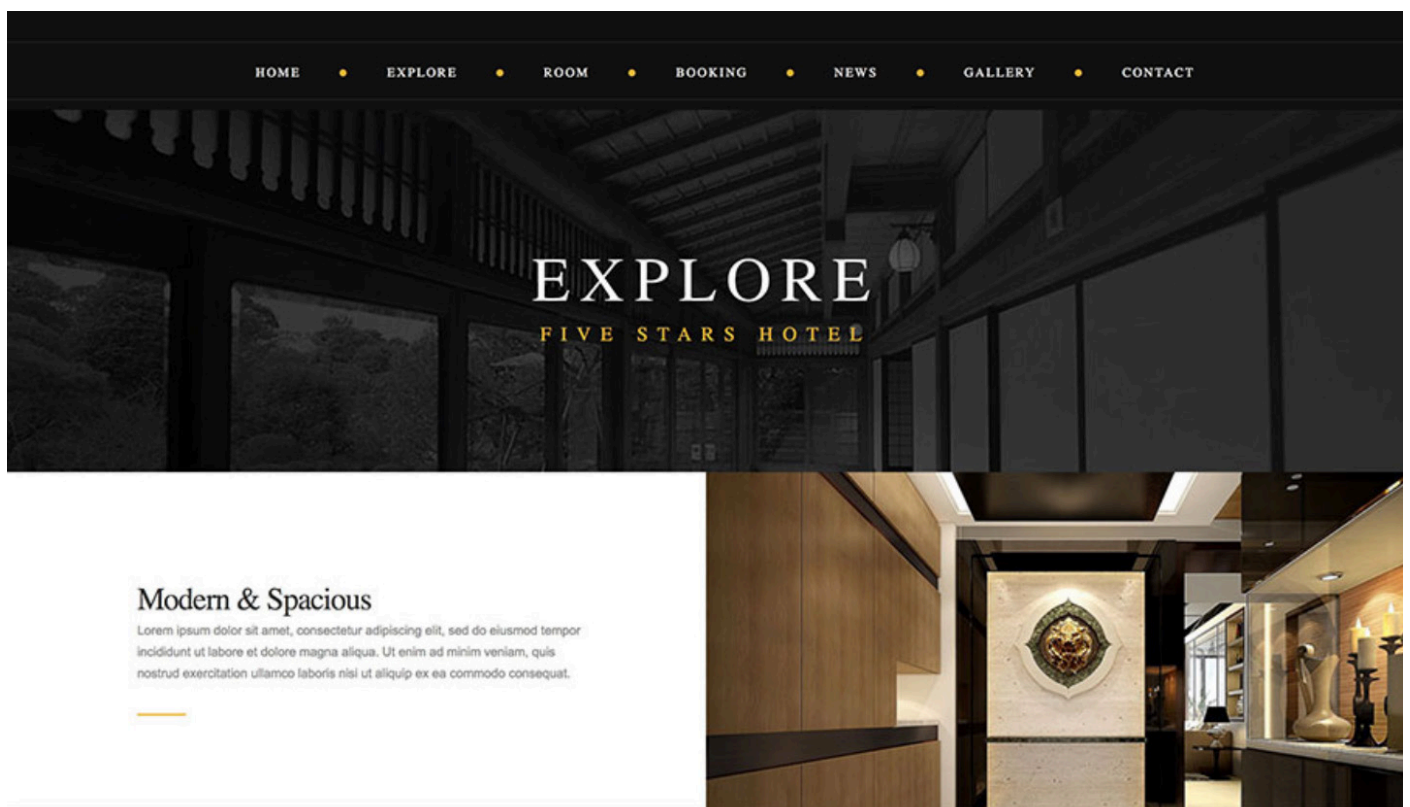 HOME • EXPLORE • ROOM • BOOKING • NEWS • GALLERY • CONTACT
EXPLORE
FIVE STARS HOTEL
Modern & Spacious
Lorem ipsum dolor sit amet, consectetur adipiscing elit, sed do eiusmod tempor
incididunt ut labore et dolore magna aliqua. Ut enim ad minim veniam, quis
nostrud exercitation ullamco laboris nisi ut aliquip ex ea commodo consequat.